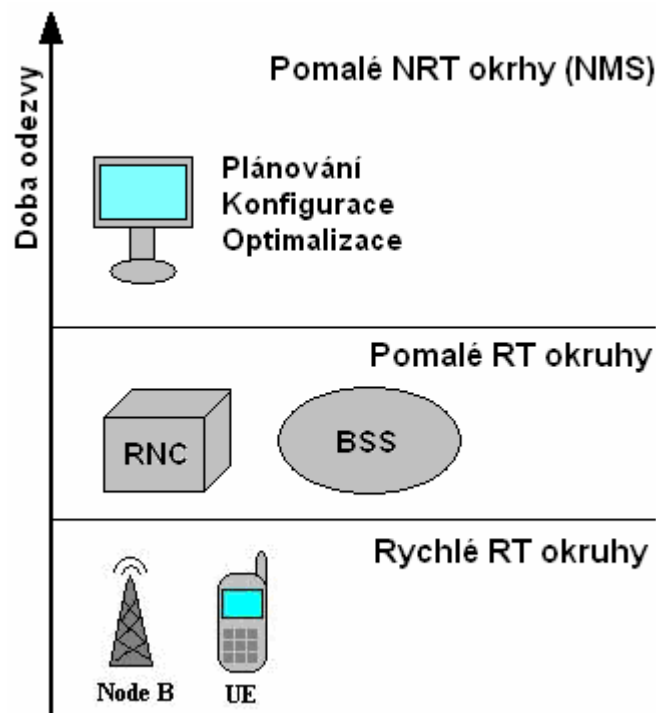 Doba odezvy
Pomalé NRT okrhy (NMS)
Plánování
Konfigurace
Optimalizace
Pomalé RT okruhy
RNC
BSS
Rychlé RT okruhy
Node B
UE